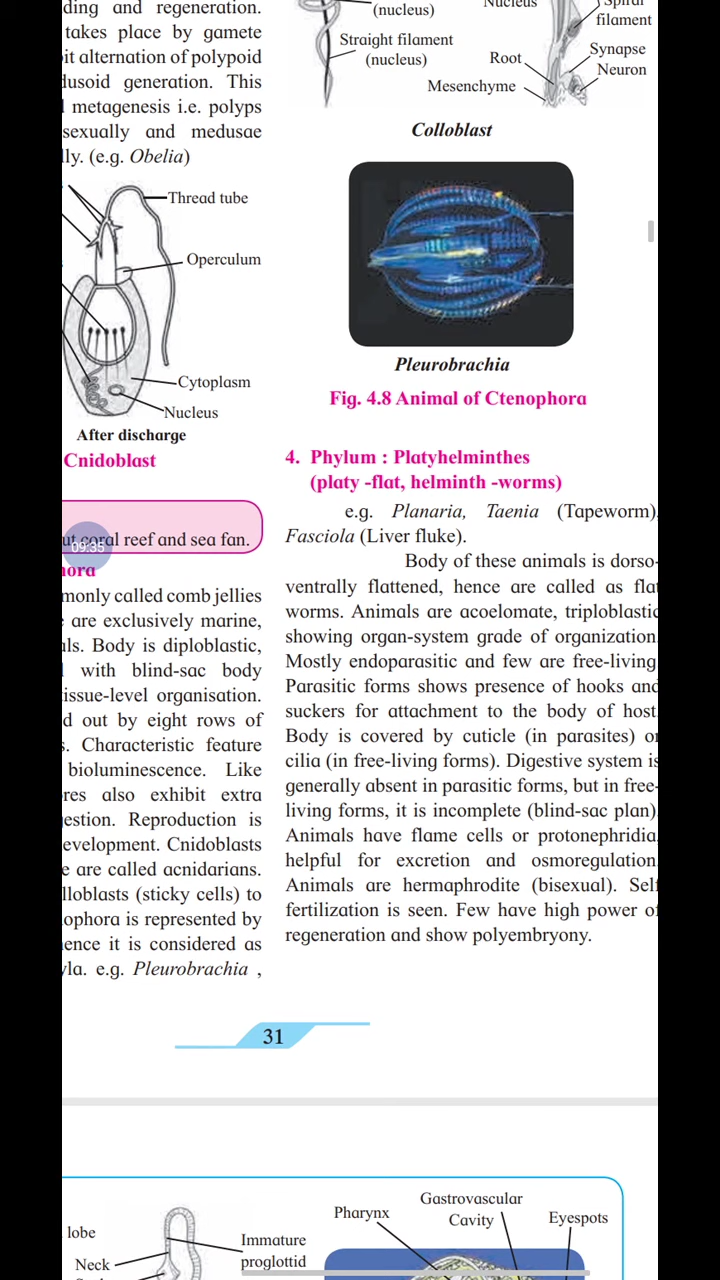 ding and regeneration.
takes place by gamete
bit alternation of polypoid
dusoid generation. This
metagenesis i.e. polyps
sexually and medusae
lly. (e.g. Obelia)
Thread tube
Operculum
Cytoplasm
Nucleus
After discharge
Cnidoblast
ut coral reef and sea fan.
09:35
hora
monly called comb jellies
are exclusively marine,
als. Body is diploblastic,
with blind-sac body
tissue-level organisation.
d out by eight rows of
s. Characteristic feature
bioluminescence. Like
res also exhibit extra
estion. Reproduction is
evelopment. Cnidoblasts
e are called acnidarians.
lloblasts (sticky cells) to
ophora is represented by
hence it is considered as
yla. e.g. Pleurobrachia ,
(nucleus)
Straight filament
(nucleus)
Nucleus
Spiral
filament
Root
Synapse
Neuron
Mesenchyme
Colloblast
Pleurobrachia
Fig. 4.8 Animal of Ctenophora
4. Phylum : Platyhelminthes
(platy -flat, helminth -worms)
e.g. Planaria, Taenia (Tapeworm),
Fasciola (Liver fluke).
Body of these animals is dorso-
ventrally flattened, hence are called as flat
worms. Animals are acoelomate, triploblastic
showing organ-system grade of organization.
Mostly endoparasitic and few are free-living.
Parasitic forms shows presence of hooks and
suckers for attachment to the body of host.
Body is covered by cuticle (in parasites) or
cilia (in free-living forms). Digestive system is
generally absent in parasitic forms, but in free-
living forms, it is incomplete (blind-sac plan).
Animals have flame cells or protonephridia,
helpful for excretion and osmoregulation.
Animals are hermaphrodite (bisexual). Self
fertilization is seen. Few have high power of
regeneration and show polyembryony.
31
lobe
Neck
Immature
proglottid
Pharynx
Gastrovascular
Cavity
Eyespots